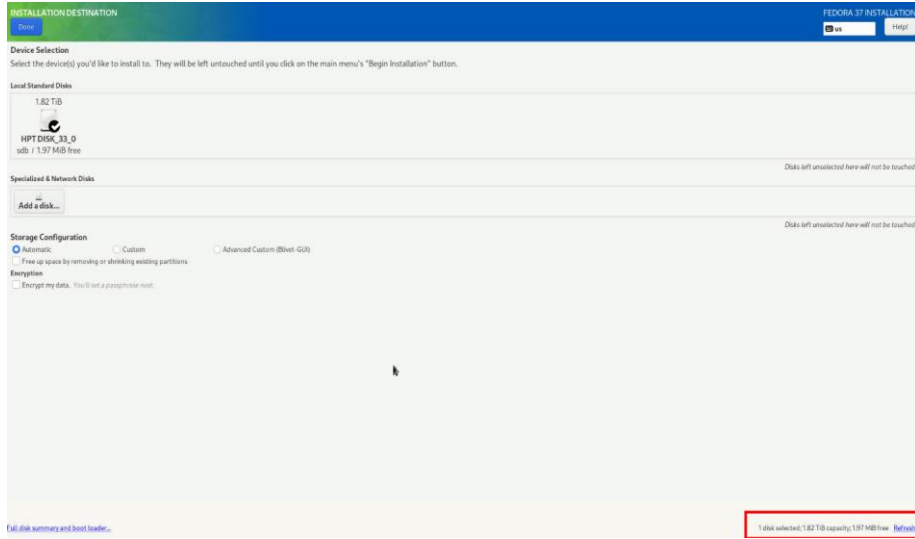 INSTALLATION DESTINATION
FEDORA 37 INSTALLATION
Done
us
Help!
Device Selection
Select the device(s) you'd like to install to. They will be left untouched until you click on the main menu's "Begin Installation" button.
Local Standard Disks
1.82 TiB
HPT DISK_33_0
sdb / 1.97 MiB free
Disks left unselected here will not be touched
Specialized & Network Disks
Add a disk...
Disks left unselected here will not be touched
Storage Configuration
Automatic Custom Advanced Custom (Blivet-GUI)
Free up space by removing or shrinking existing partitions
Encryption
Encrypt my data. You'll set a passphrase next.
Full disk summary and boot loader...
1 disk selected; 1.82 TiB capacity; 1.97 MiB free Refresh